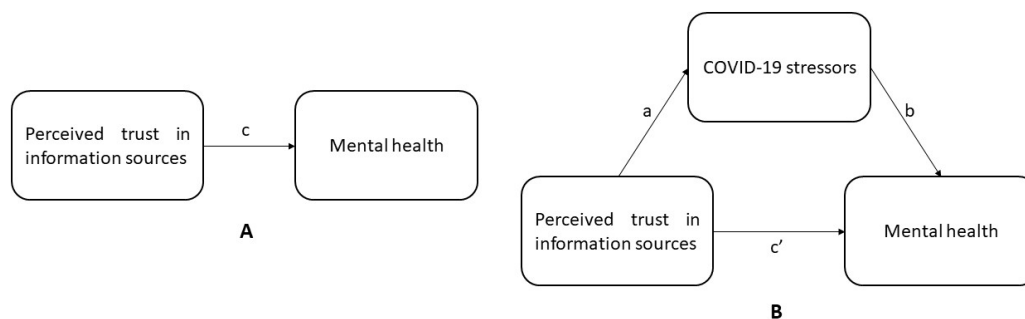 Perceived trust in
information sources
c
Mental health
A
COVID-19 stressors
a
b
Perceived trust in
information sources
c’
Mental health
B